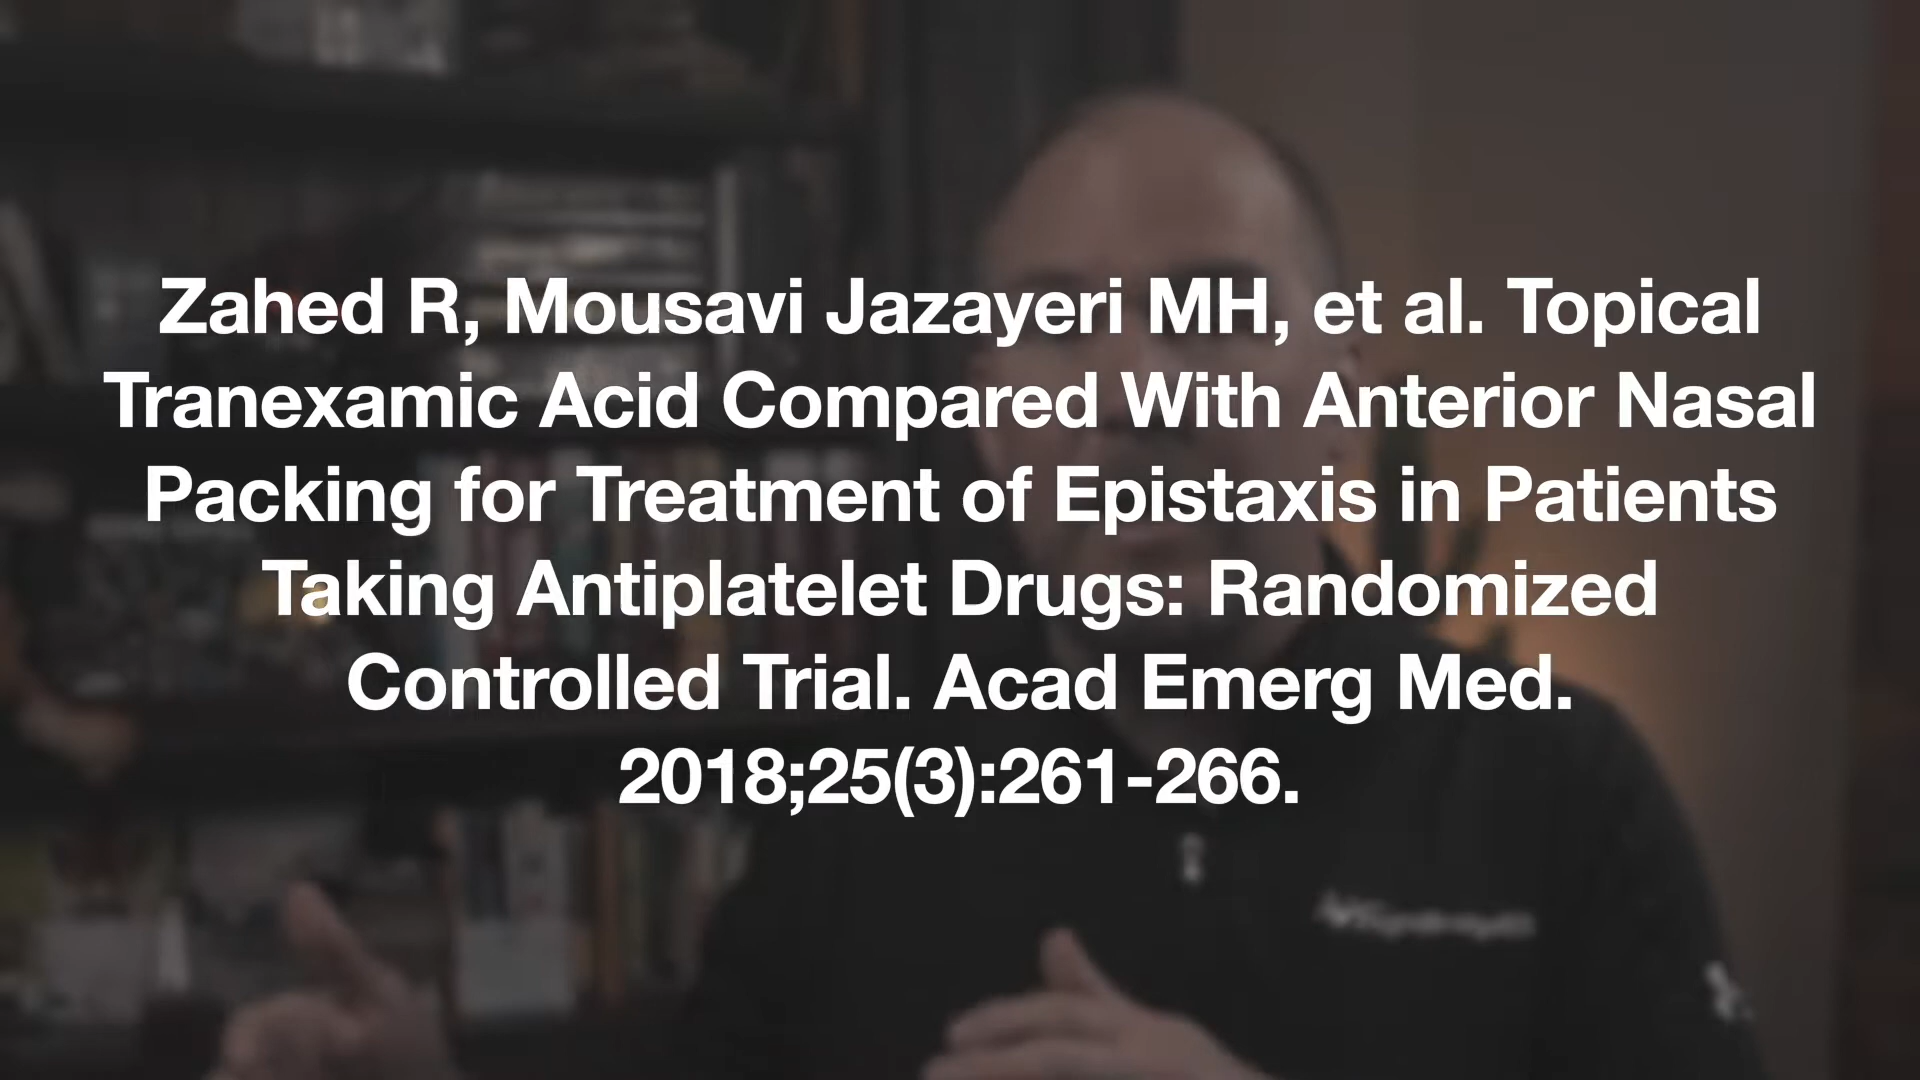 Zahed R, Mousavi Jazayeri MH, et al. Topical
Tranexamic Acid Compared With Anterior Nasal
Packing for Treatment of Epistaxis in Patients
Taking Antiplatelet Drugs: Randomized
Controlled Trial. Acad Emerg Med.
2018;25(3):261-266.